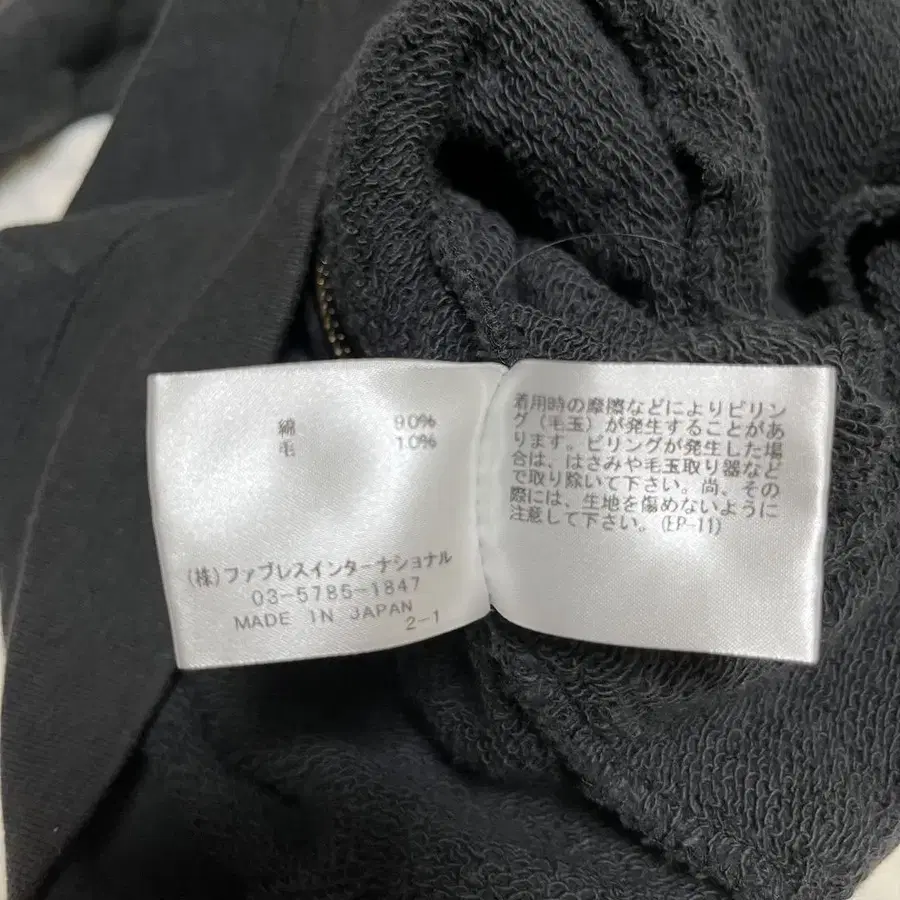 綿 90%
毛 10%
(株)ファブレスインターナショナル
03-5785-1847
MADE IN JAPAN
2-1
着用時の摩擦などによりピリン
グ(毛玉)が発生することがあ
ります。ピリングが発生した場
合は、はさみや毛玉取り器など
で取り除いて下さい。尚、その
際には、生地を傷めないように
注意して下さい。(EP-11)